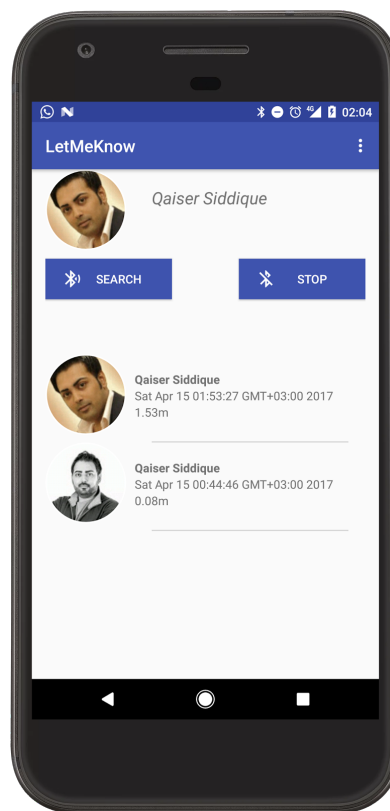 4G 02:04
LetMeKnow
Qaiser Siddique
SEARCH
STOP
Qaiser Siddique
Sat Apr 15 01:53:27 GMT+03:00 2017
1.53m
Qaiser Siddique
Sat Apr 15 00:44:46 GMT+03:00 2017
0.08m